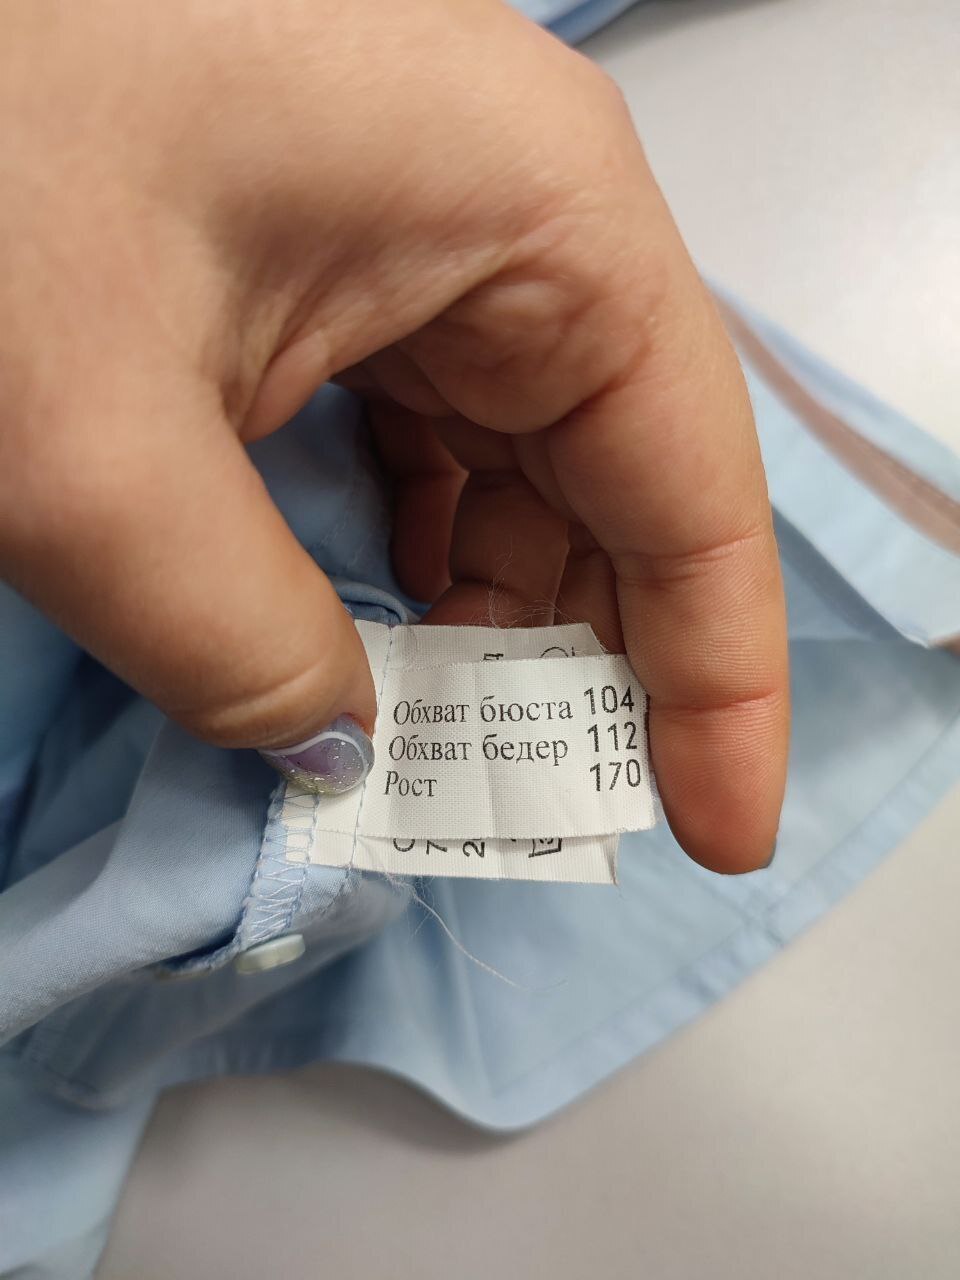 Обхват бюста 104
Обхват бедер 112
Рост 170